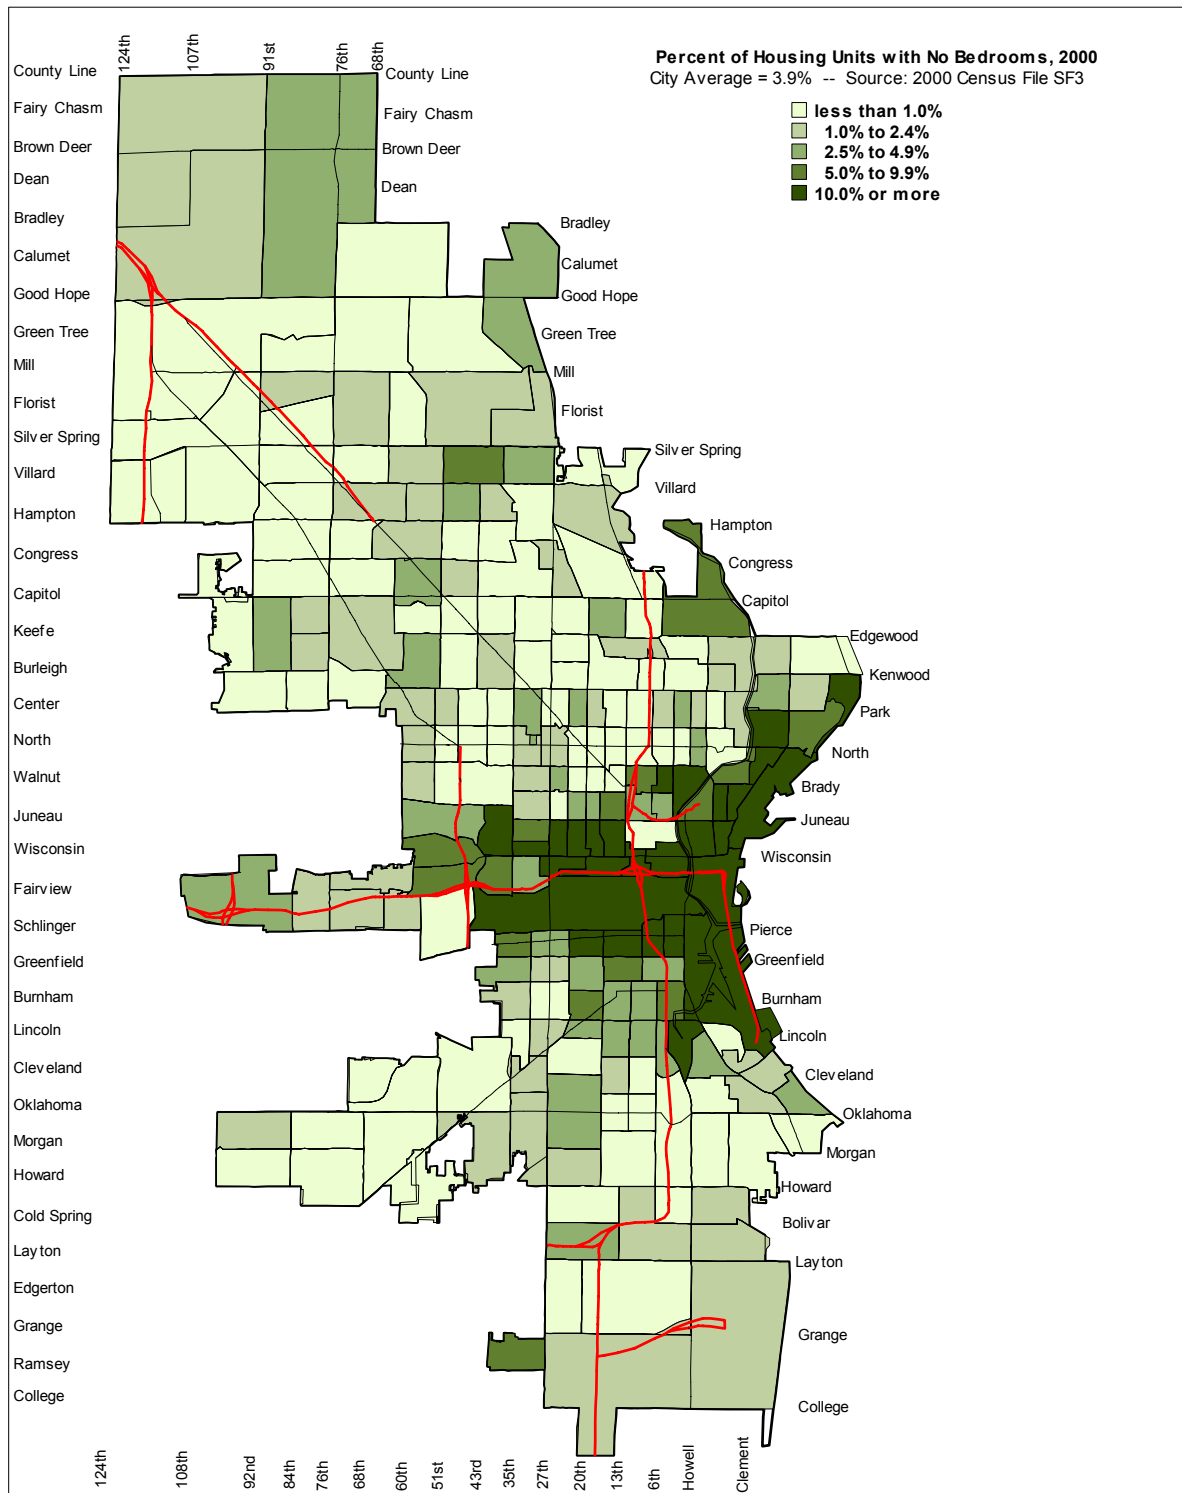 Percent of Housing Units with No Bedrooms, 2000
City Average = 3.9% -- Source: 2000 Census File SF3
less than 1.0%
1.0% to 2.4%
2.5% to 4.9%
5.0% to 9.9%
10.0% or more
124th
107th
91st
76th
68th
County Line
Fairy Chasm
Brown Deer
Dean
Bradley
Calumet
Good Hope
Green Tree
Mill
Florist
Silver Spring
Villard
Hampton
Congress
Capitol
Keefe
Burleigh
Center
North
Walnut
Juneau
Wisconsin
Fairview
Schlinger
Greenfield
Burnham
Lincoln
Cleveland
Oklahoma
Morgan
Howard
Cold Spring
Layton
Edgerton
Grange
Ramsey
College
County Line
Fairy Chasm
Brown Deer
Dean
Bradley
Calumet
Good Hope
Green Tree
Mill
Florist
Silver Spring
Villard
Hampton
Congress
Capitol
Edgewood
Kenwood
Park
North
Brady
Juneau
Wisconsin
Pierce
Greenfield
Burnham
Lincoln
Cleveland
Oklahoma
Morgan
Howard
Bolivar
Layton
Grange
College
124th
108th
92nd
84th
76th
68th
60th
51st
43rd
35th
27th
20th
13th
6th
Howell
Clement